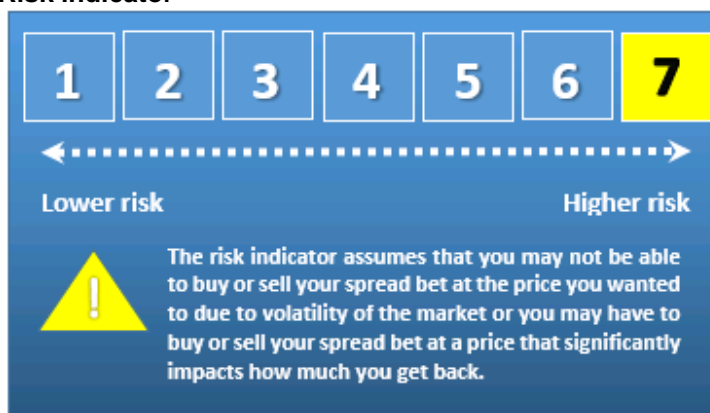 Risk Indicator
1 2 3 4 5 6 7
Lower risk Higher risk
!
The risk indicator assumes that you may not be able
to buy or sell your spread bet at the price you wanted
to due to volatility of the market or you may have to
buy or sell your spread bet at a price that significantly
impacts how much you get back.